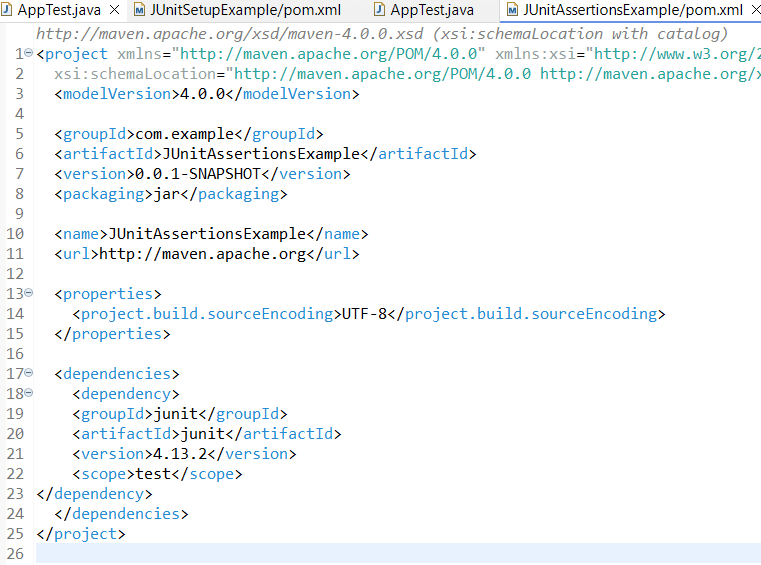 AppTest.java JUnitSetupExample/pom.xml AppTest.java JUnitAssertionsExample/pom.xml
http://maven.apache.org/xsd/maven-4.0.0.xsd (xsi:schemaLocation with catalog)
1 <project xmlns="http://maven.apache.org/POM/4.0.0" xmlns:xsi="http://www.w3.org/2
2 xsi:schemaLocation="http://maven.apache.org/POM/4.0.0 http://maven.apache.org/x
3 <modelVersion>4.0.0</modelVersion>
4
5 <groupId>com.example</groupId>
6 <artifactId>JUnitAssertionsExample</artifactId>
7 <version>0.0.1-SNAPSHOT</version>
8 <packaging>jar</packaging>
9
10 <name>JUnitAssertionsExample</name>
11 <url>http://maven.apache.org</url>
12
13 <properties>
14 <project.build.sourceEncoding>UTF-8</project.build.sourceEncoding>
15 </properties>
16
17 <dependencies>
18 <dependency>
19 <groupId>junit</groupId>
20 <artifactId>junit</artifactId>
21 <version>4.13.2</version>
22 <scope>test</scope>
23 </dependency>
24 </dependencies>
25 </project>
26